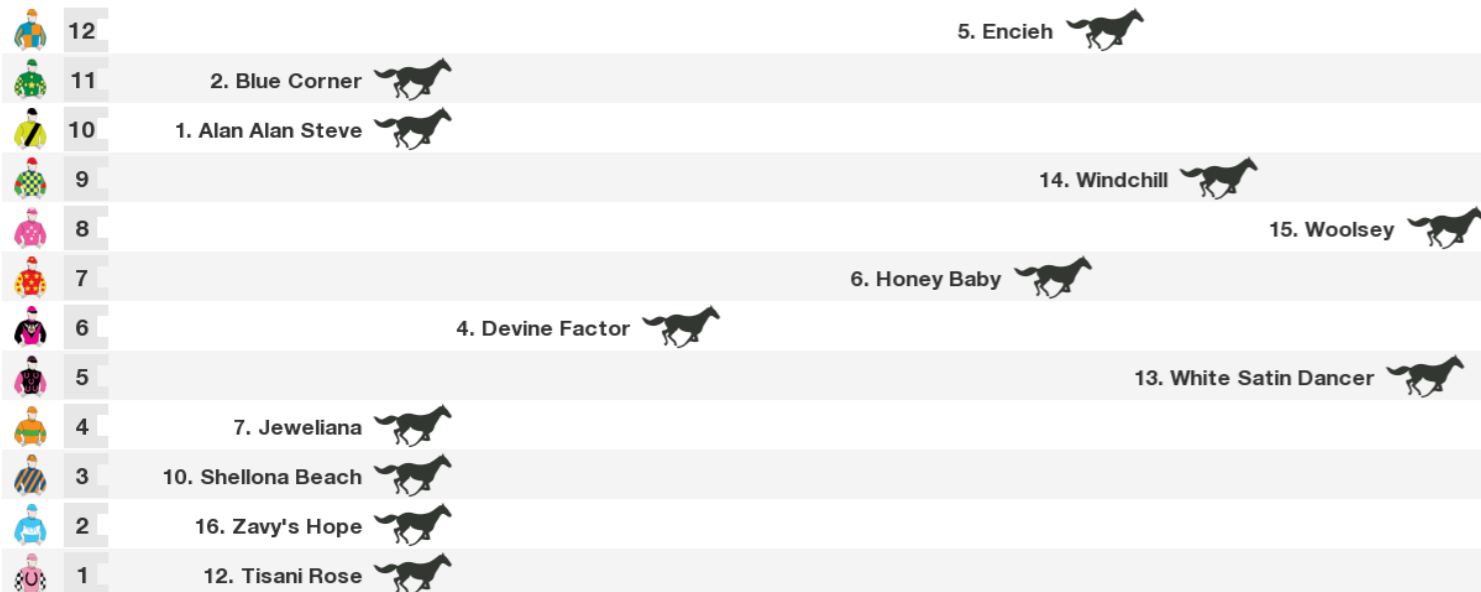 12 5. Encieh
11 2. Blue Corner
10 1. Alan Alan Steve
9 14. Windchill
8 15. Woolsey
7 6. Honey Baby
6 4. Devine Factor
5 13. White Satin Dancer
4 7. Jeweliana
3 10. Shellona Beach
2 16. Zavy's Hope
1 12. Tisani Rose